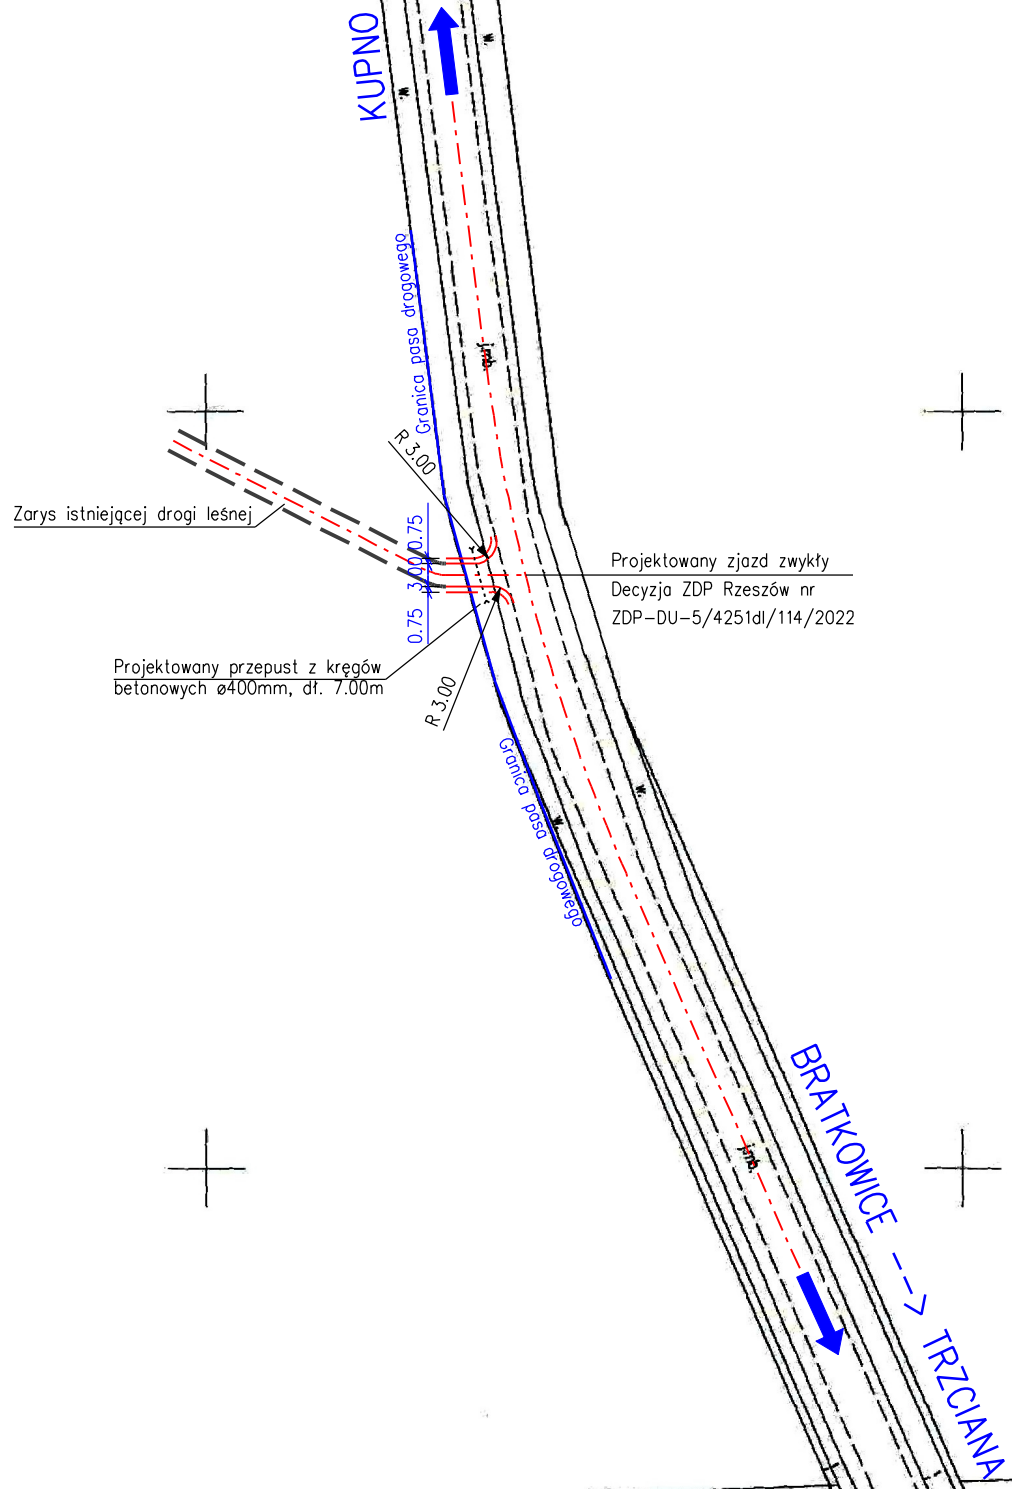 KUPNO
w.
w.
Granica pasa drogowego
j.mb.
R 3.00
Zarys istniejącej drogi leśnej
0.75
3.00
0.75
Projektowany zjazd zwykły
Decyzja ZDP Rzeszów nr
ZDP-DU-5/4251dl/114/2022
Projektowany przepust z kręgów
betonowych ø400mm, dł. 7.00m
R 3.00
Granica pasa drogowego
w.
w.
BRATKOWICE ---> TRZCIANA
j.mb.